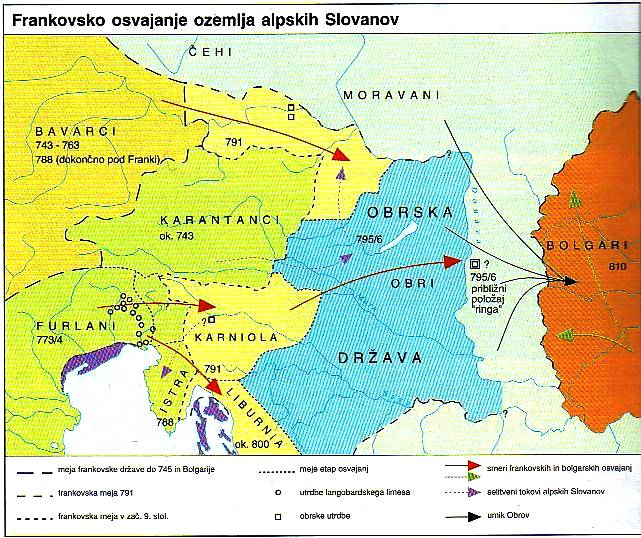 Frankovsko osvajanje ozemlja alpskih Slovanov
ČEHI
MORAVANI
BAVARCI
743 - 763
788 (dokončno pod Franki)
791
?
KARANTANCI
ok. 743
OBRSKA
795/6
Donava
BOLGARI
810
OBRI
?
795/6
približni
položaj
"ringa"
FURLANI
773/4
?
KARNIOLA
791
DRŽAVA
ISTRA
788
LIBURNIA
ok. 800
?
meja frankovske države do 745 in Bolgarije
frankovska meja 791
frankovska meja v zač. 9. stol.
meje etap osvajanj
utrdbe langobardskega limesa
obrske utrdbe
smeri frankovskih in bolgarskih osvajanj
selitveni tokovi alpskih Slovanov
umik Obrov